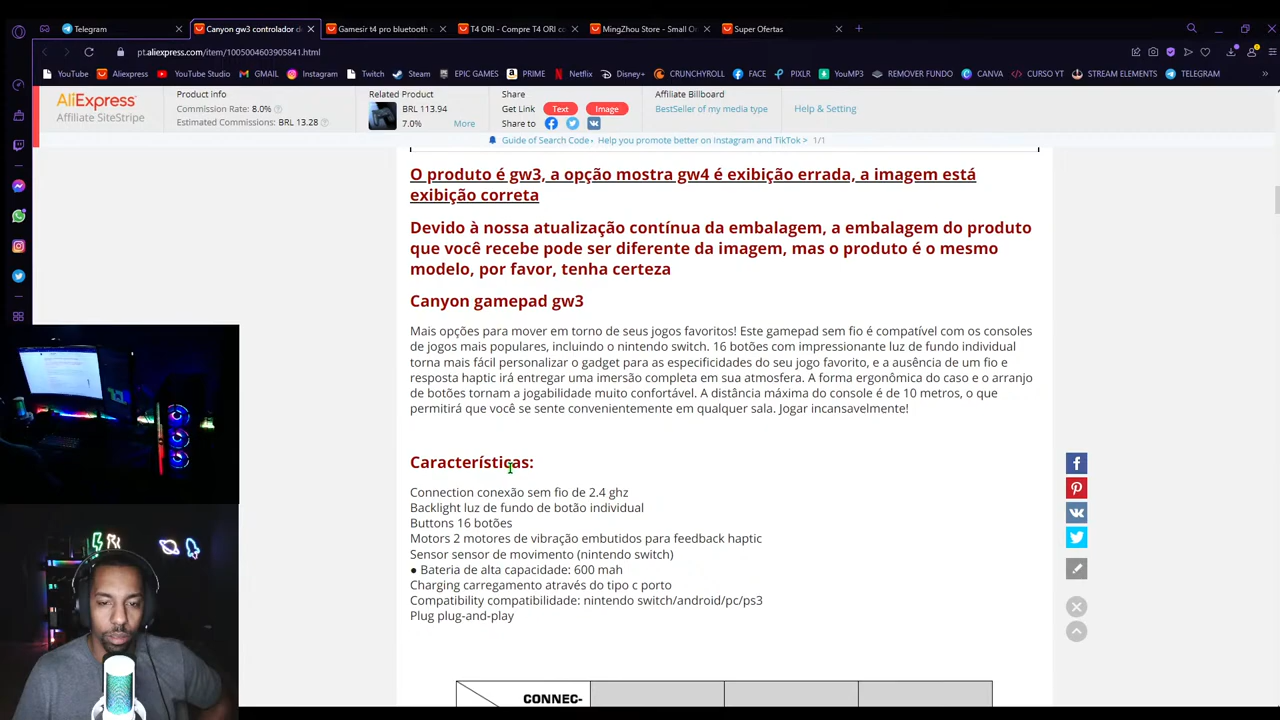 Telegram
Canyon gw3 controlador d
Gamesir t4 pro bluetooth c
T4 ORI - Compre T4 ORI c
MingZhou Store - Small O
Super Ofertas
pt.aliexpress.com/item/1005004603905841.html
YouTube
Aliexpress
YouTube Studio
GMAIL
Instagram
Twitch
Steam
EPIC GAMES
PRIME
Netflix
Disney+
CRUNCHYROLL
FACE
PIXLR
YouMP3
REMOVER FUNDO
CANVA
CURSO YT
STREAM ELEMENTS
TELEGRAM
AliExpress
Affiliate SiteStripe
Product info
Commission Rate: 8.0%
Estimated Commissions: BRL 13.28
Related Product
BRL 113.94
7.0% More
Share
Get Link Text Image
Share to
Affiliate Billboard
BestSeller of my media type
Help & Setting
Guide of Search Code› Help you promote better on Instagram and TikTok > 1/1
O produto é gw3, a opção mostra gw4 é exibição errada, a imagem está
exibição correta
Devido à nossa atualização contínua da embalagem, a embalagem do produto
que você recebe pode ser diferente da imagem, mas o produto é o mesmo
modelo, por favor, tenha certeza
Canyon gamepad gw3
Mais opções para mover em torno de seus jogos favoritos! Este gamepad sem fio é compatível com os consoles
de jogos mais populares, incluindo o nintendo switch. 16 botões com impressionante luz de fundo individual
torna mais fácil personalizar o gadget para as especificidades do seu jogo favorito, e a ausência de um fio e
resposta haptic irá entregar uma imersão completa em sua atmosfera. A forma ergonômica do caso e o arranjo
de botões tornam a jogabilidade muito confortável. A distância máxima do console é de 10 metros, o que
permitirá que você se sente convenientemente em qualquer sala. Jogar incansavelmente!
Características:
Connection conexão sem fio de 2.4 ghz
Backlight luz de fundo de botão individual
Buttons 16 botões
Motors 2 motores de vibração embutidos para feedback haptic
Sensor sensor de movimento (nintendo switch)
● Bateria de alta capacidade: 600 mah
Charging carregamento através do tipo c porto
Compatibility compatibilidade: nintendo switch/android/pc/ps3
Plug plug-and-play
CONNEC-